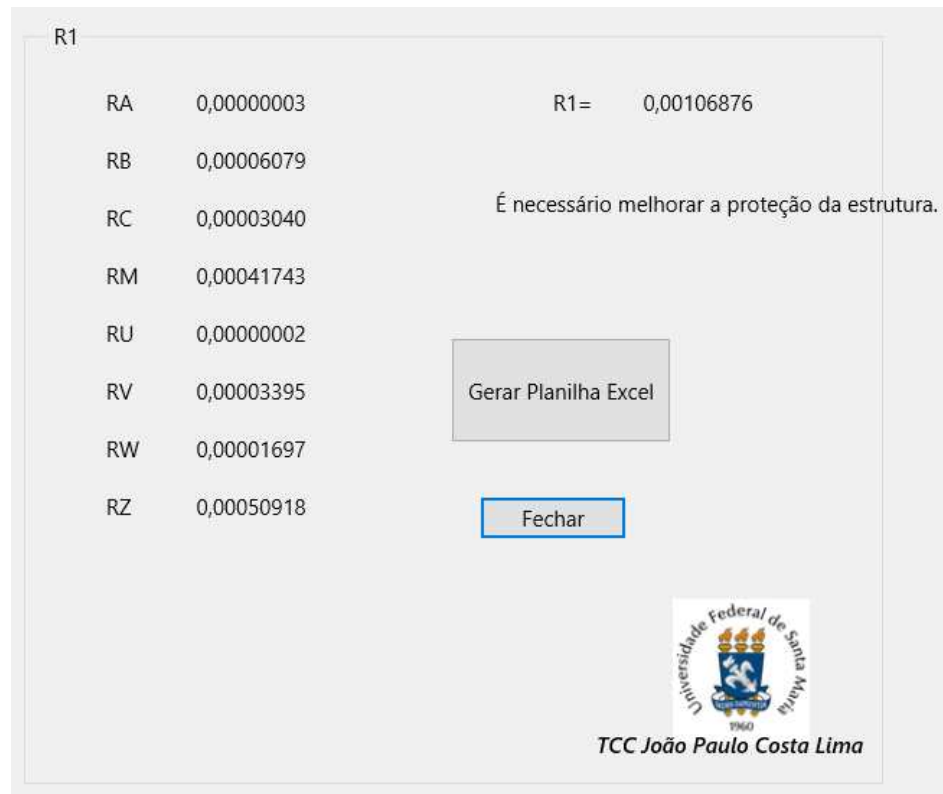 R1
RA 0,00000003
R1= 0,00106876
RB 0,00006079
É necessário melhorar a proteção da estrutura.
RC 0,00003040
RM 0,00041743
RU 0,00000002
RV 0,00003395
Gerar Planilha Excel
RW 0,00001697
RZ 0,00050918
Fechar
Universidade Federal de Santa Maria
1960
TCC João Paulo Costa Lima